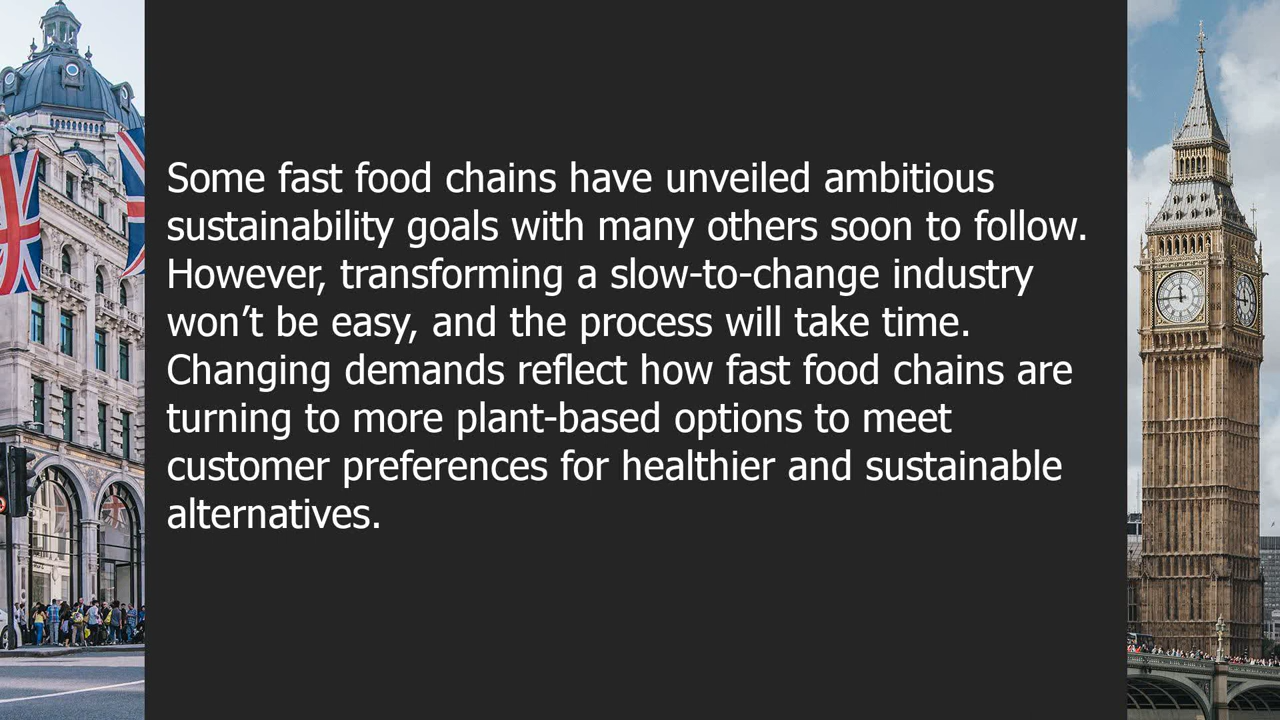 Some fast food chains have unveiled ambitious
sustainability goals with many others soon to follow.
However, transforming a slow-to-change industry
won’t be easy, and the process will take time.
Changing demands reflect how fast food chains are
turning to more plant-based options to meet
customer preferences for healthier and sustainable
alternatives.